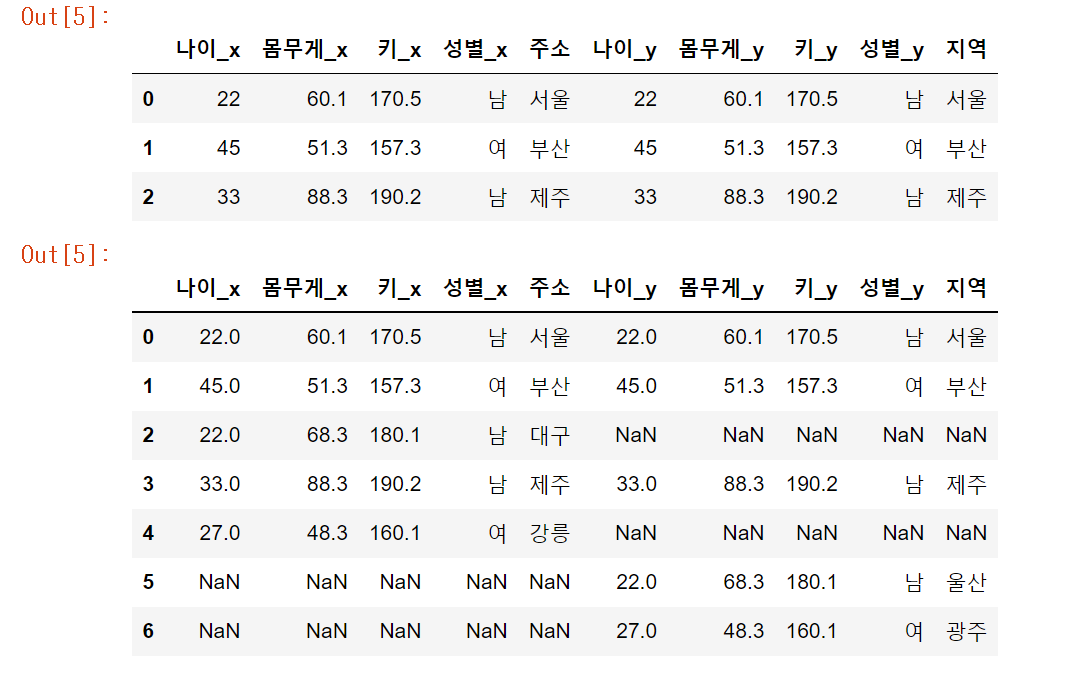 Out[5]:
나이_x 몸무게_x 키_x 성별_x 주소 나이_y 몸무게_y 키_y 성별_y 지역
0 22 60.1 170.5 남 서울 22 60.1 170.5 남 서울
1 45 51.3 157.3 여 부산 45 51.3 157.3 여 부산
2 33 88.3 190.2 남 제주 33 88.3 190.2 남 제주
Out[5]:
나이_x 몸무게_x 키_x 성별_x 주소 나이_y 몸무게_y 키_y 성별_y 지역
0 22.0 60.1 170.5 남 서울 22.0 60.1 170.5 남 서울
1 45.0 51.3 157.3 여 부산 45.0 51.3 157.3 여 부산
2 22.0 68.3 180.1 남 대구 NaN NaN NaN NaN NaN
3 33.0 88.3 190.2 남 제주 33.0 88.3 190.2 남 제주
4 27.0 48.3 160.1 여 강릉 NaN NaN NaN NaN NaN
5 NaN NaN NaN NaN NaN 22.0 68.3 180.1 남 울산
6 NaN NaN NaN NaN NaN 27.0 48.3 160.1 여 광주